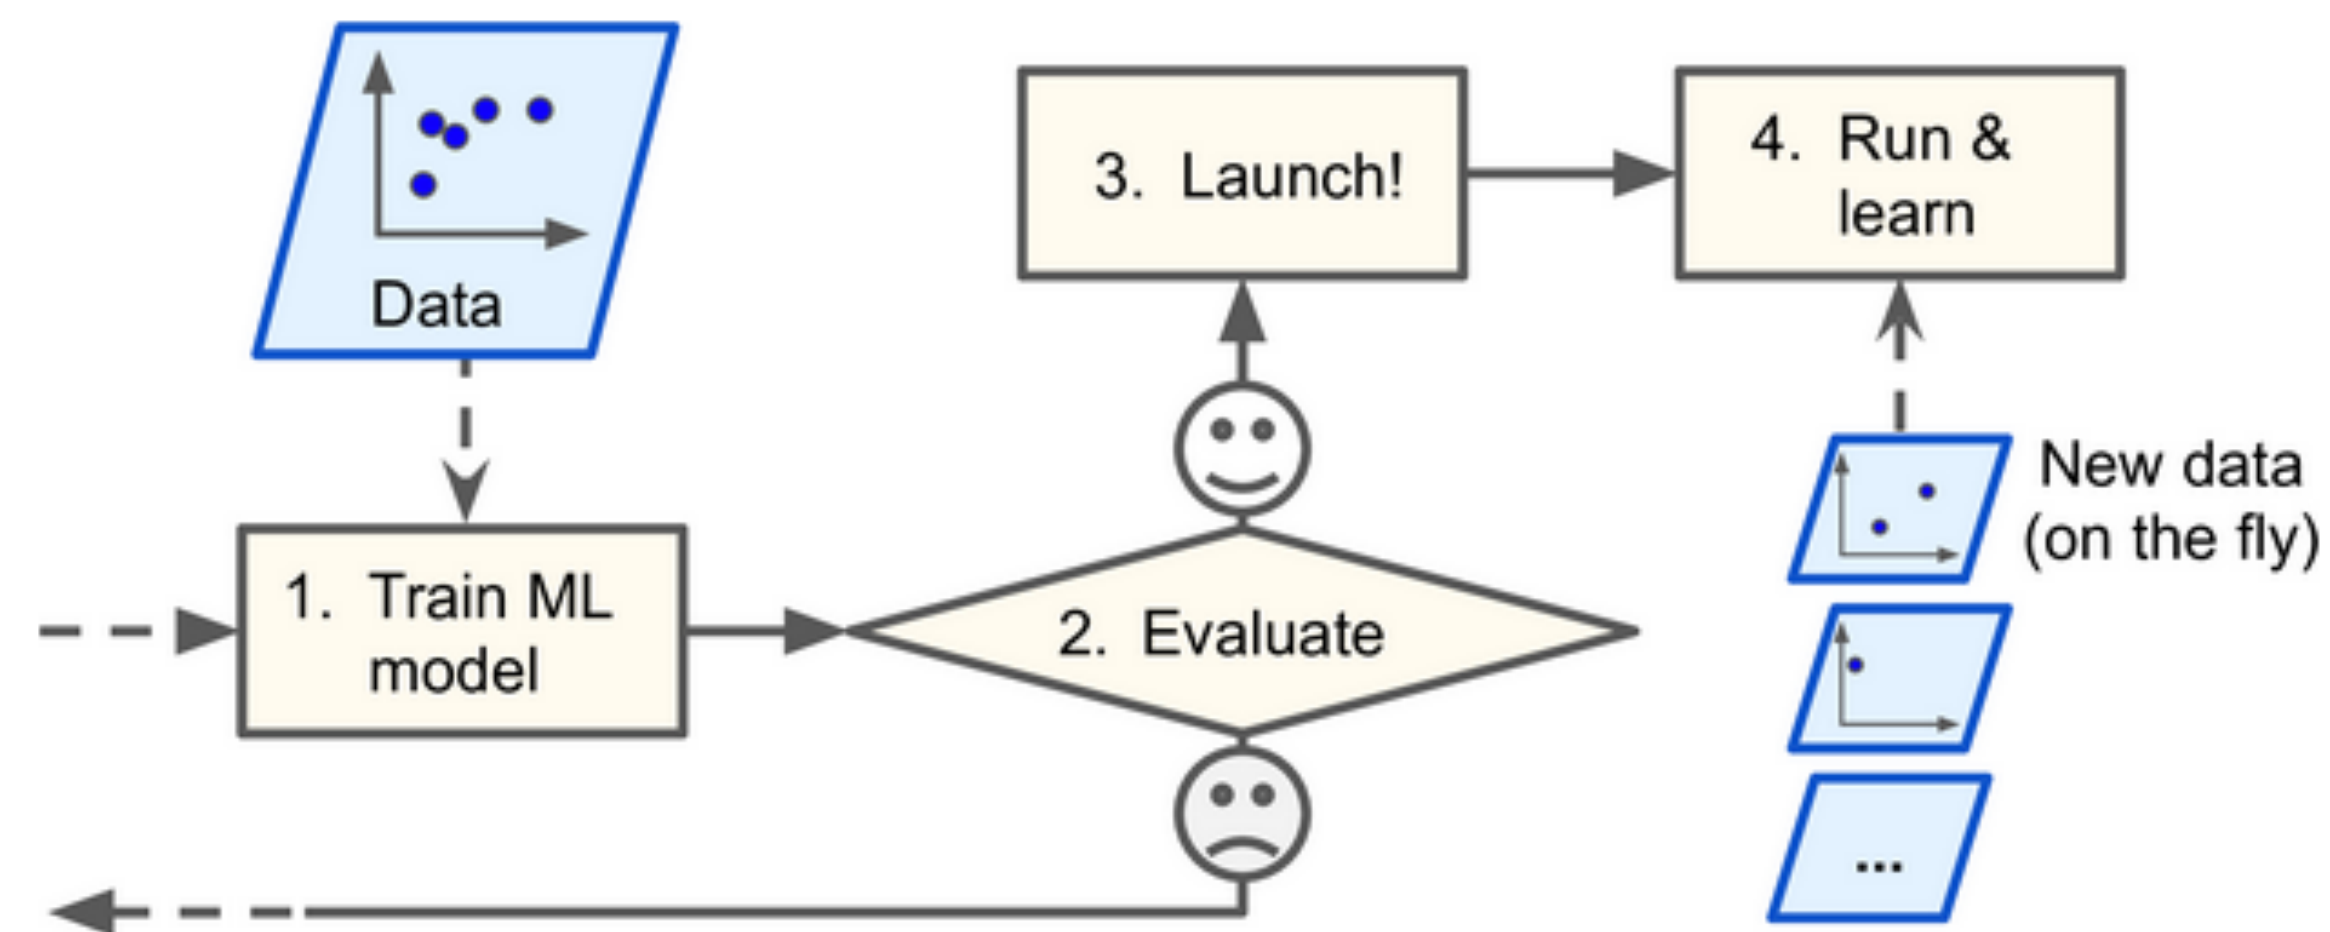 Data
1. Train ML
model
2. Evaluate
3. Launch!
4. Run &
learn
New data
(on the fly)
...